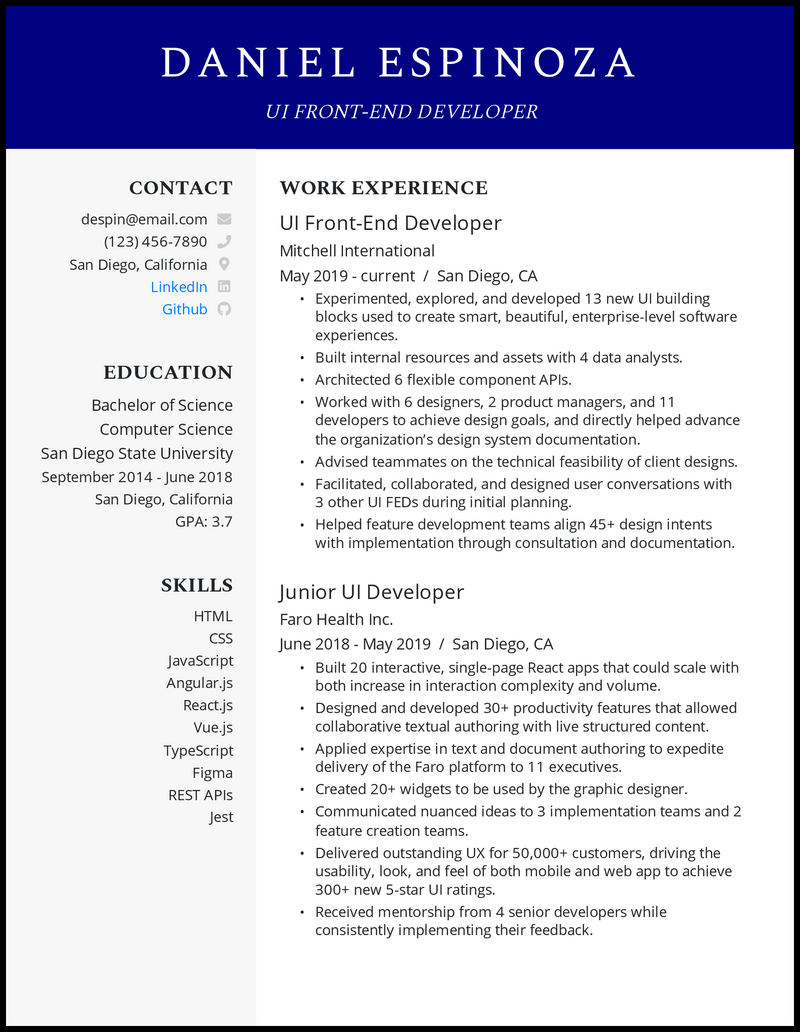 DANIEL ESPINOZA
UI FRONT-END DEVELOPER
CONTACT
despin@email.com
(123) 456-7890
San Diego, California
LinkedIn
Github
EDUCATION
Bachelor of Science
Computer Science
San Diego State University
September 2014 - June 2018
San Diego, California
GPA: 3.7
SKILLS
HTML
CSS
JavaScript
Angular.js
React.js
Vue.js
TypeScript
Figma
REST APIs
Jest
WORK EXPERIENCE
UI Front-End Developer
Mitchell International
May 2019 - current / San Diego, CA
• Experimented, explored, and developed 13 new UI building
blocks used to create smart, beautiful, enterprise-level software
experiences.
• Built internal resources and assets with 4 data analysts.
• Architected 6 flexible component APIs.
• Worked with 6 designers, 2 product managers, and 11
developers to achieve design goals, and directly helped advance
the organization’s design system documentation.
• Advised teammates on the technical feasibility of client designs.
• Facilitated, collaborated, and designed user conversations with
3 other UI FEDs during initial planning.
• Helped feature development teams align 45+ design intents
with implementation through consultation and documentation.
Junior UI Developer
Faro Health Inc.
June 2018 - May 2019 / San Diego, CA
• Built 20 interactive, single-page React apps that could scale with
both increase in interaction complexity and volume.
• Designed and developed 30+ productivity features that allowed
collaborative textual authoring with live structured content.
• Applied expertise in text and document authoring to expedite
delivery of the Faro platform to 11 executives.
• Created 20+ widgets to be used by the graphic designer.
• Communicated nuanced ideas to 3 implementation teams and 2
feature creation teams.
• Delivered outstanding UX for 50,000+ customers, driving the
usability, look, and feel of both mobile and web app to achieve
300+ new 5-star UI ratings.
• Received mentorship from 4 senior developers while
consistently implementing their feedback.